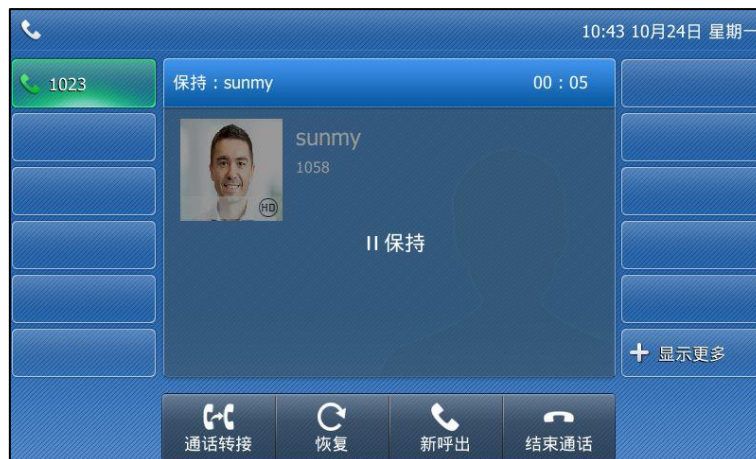 10:43 10月24日 星期一
1023
保持：sunmy 00：05
sunmy
1058
HD
II 保持
显示更多
通话转接 恢复 新呼出 结束通话